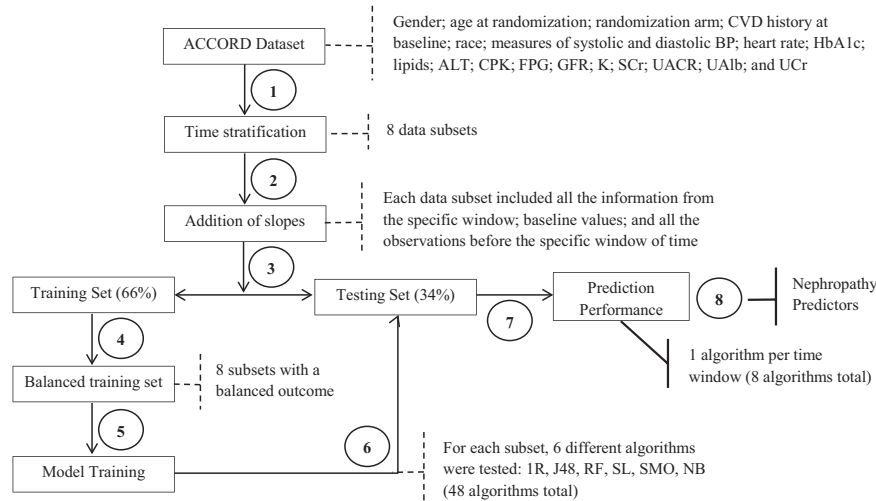 ACCORD Dataset
Gender; age at randomization; randomization arm; CVD history at
baseline; race; measures of systolic and diastolic BP; heart rate; HbA1c;
lipids; ALT; CPK; FPG; GFR; K; SCr; UACR; UAlb; and UCr
1
Time stratification
8 data subsets
2
Addition of slopes
Each data subset included all the information from
the specific window; baseline values; and all the
observations before the specific window of time
3
Training Set (66%)
Testing Set (34%)
7
Prediction
Performance
8
Nephropathy
Predictors
4
1 algorithm per time
window (8 algorithms total)
Balanced training set
8 subsets with a
balanced outcome
5
6
Model Training
For each subset, 6 different algorithms
were tested: 1R, J48, RF, SL, SMO, NB
(48 algorithms total)